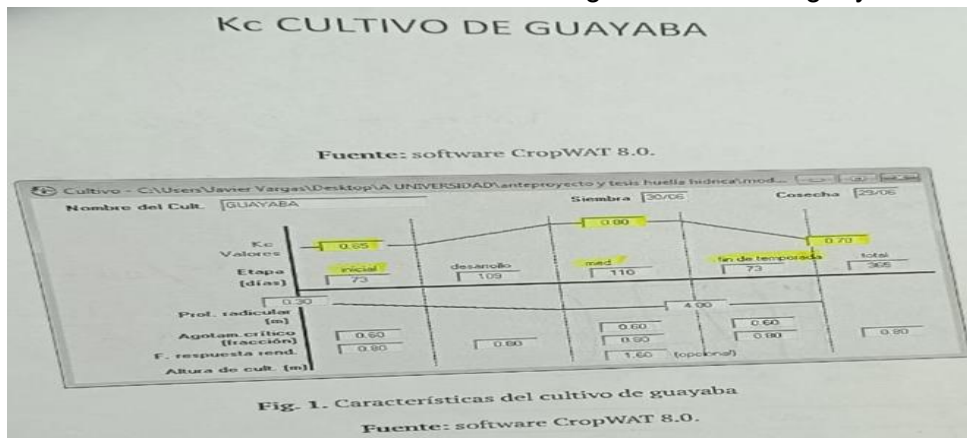 Kc CULTIVO DE GUAYABA
Fuente: software CropWAT 8.0.
Cultivo - C:\Users\Javier Vargas\Desktop\A UNIVERSIDAD\anteproyecto y tesis huella hidrica\mod...
Nombre del Cult. GUAYABA Siembra 30/06 Cosecha 29/06
Kc Valores 0.65 0.80 0.70
Etapa (días) inicial 73 desarrollo 109 med 110 fin de temporada 73 total 365
Prof. radicular (m) 0.30 4.00
Agotam. crítico (fracción) 0.60 0.60 0.60
F. respuesta rend. 0.80 0.80 0.80 0.80 0.80
Altura de cult. (m) 1.60 (opcional)
Fig. 1. Características del cultivo de guayaba
Fuente: software CropWAT 8.0.